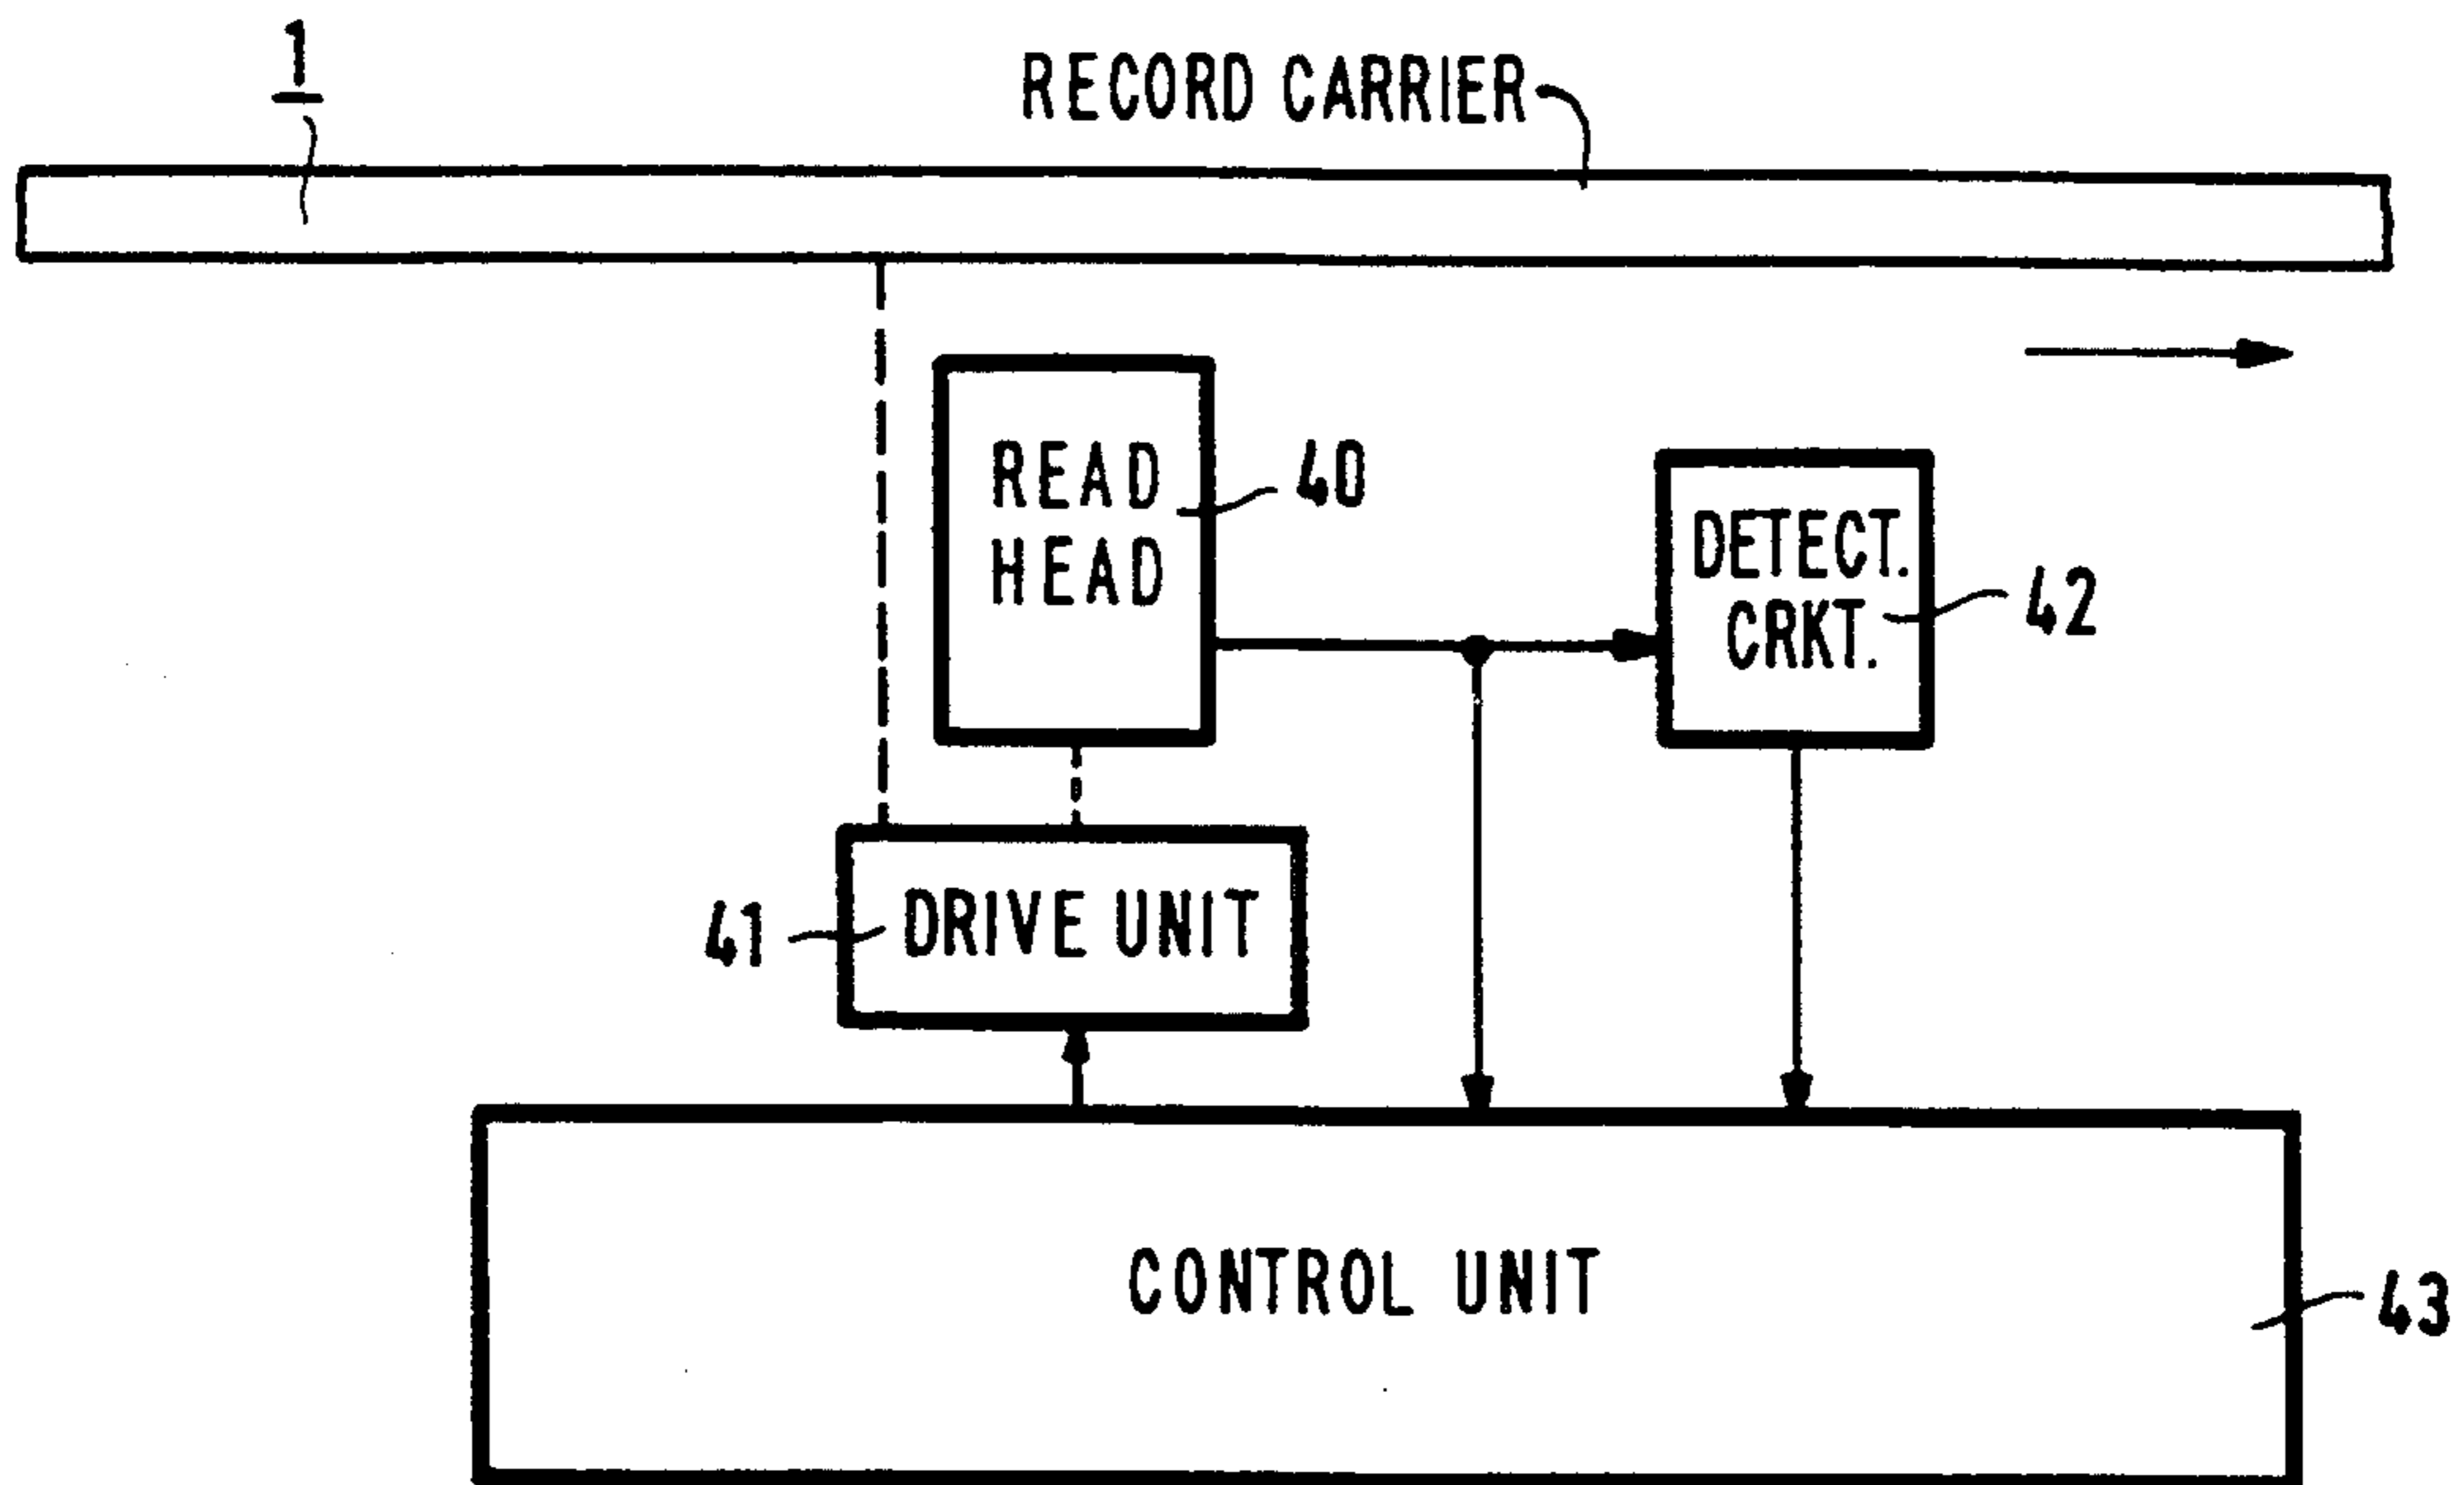 1
RECORD CARRIER
READ
HEAD
40
DETECT.
CRKT.
42
41
DRIVE UNIT
CONTROL UNIT
43